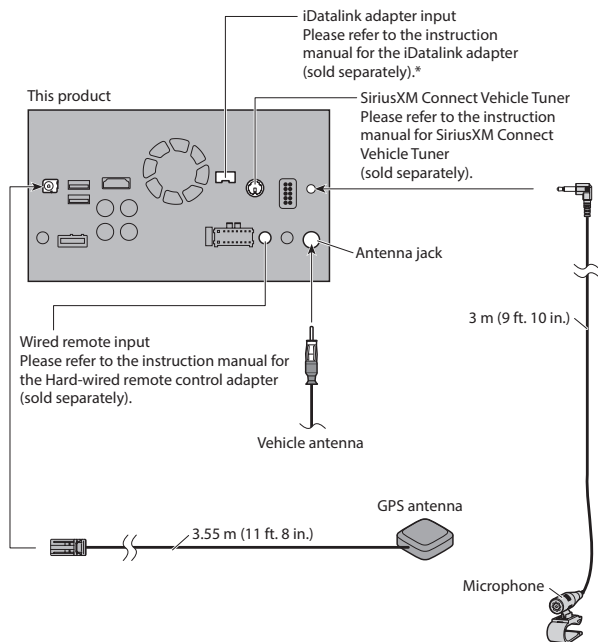 iDatalink adapter input
Please refer to the instruction
manual for the iDatalink adapter
(sold separately).*
This product
SiriusXM Connect Vehicle Tuner
Please refer to the instruction
manual for SiriusXM Connect
Vehicle Tuner
(sold separately).
Antenna jack
3 m (9 ft. 10 in.)
Wired remote input
Please refer to the instruction manual for
the Hard-wired remote control adapter
(sold separately).
Vehicle antenna
GPS antenna
3.55 m (11 ft. 8 in.)
Microphone